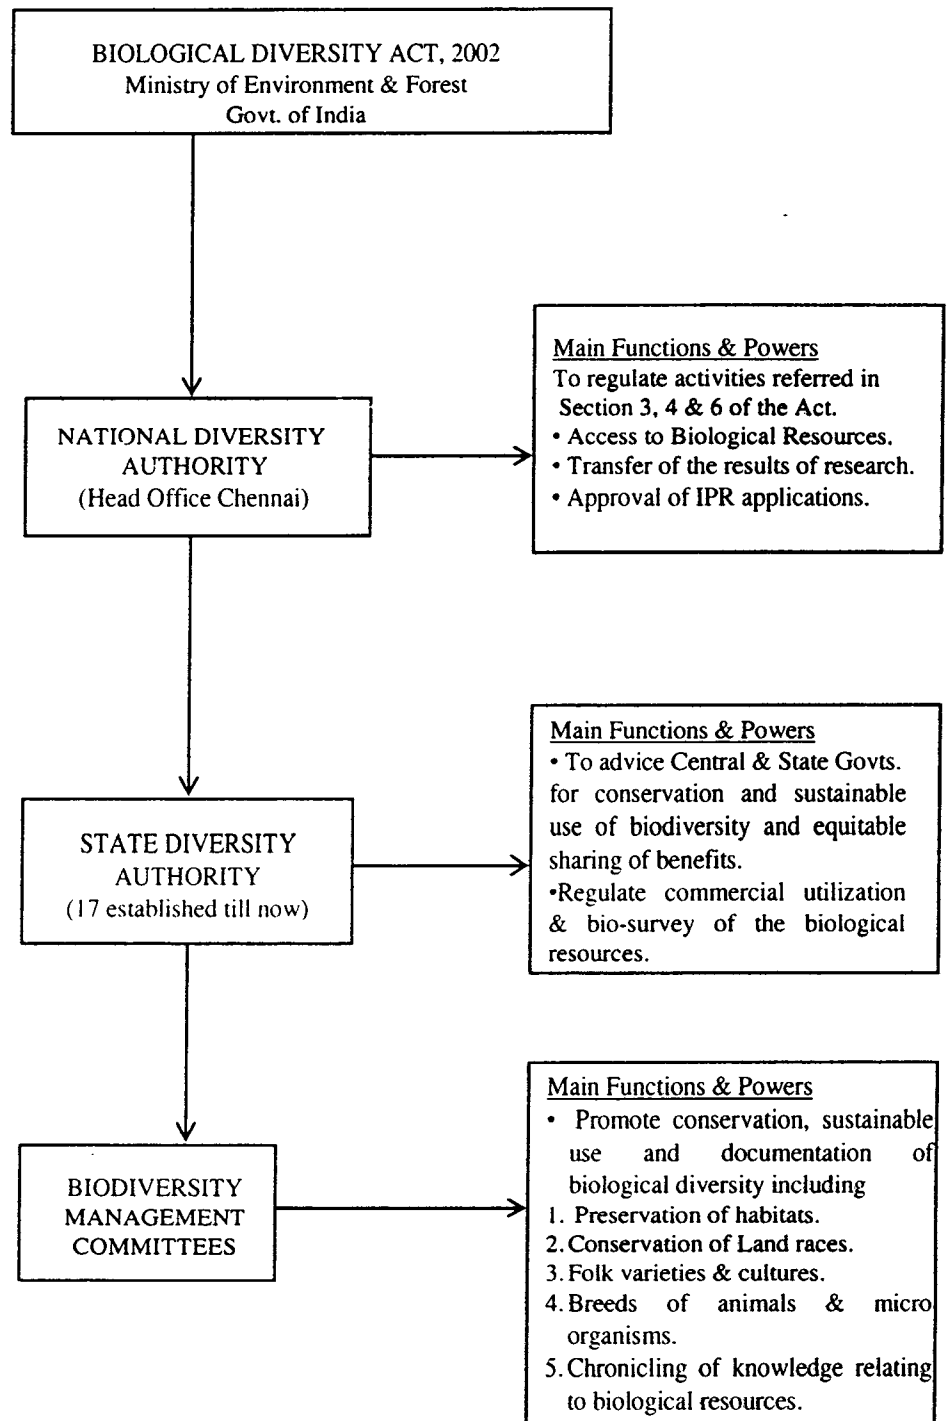 BIOLOGICAL DIVERSITY ACT, 2002
Ministry of Environment & Forest
Govt. of India
NATIONAL DIVERSITY
AUTHORITY
(Head Office Chennai)
Main Functions & Powers
To regulate activities referred in
Section 3, 4 & 6 of the Act.
• Access to Biological Resources.
• Transfer of the results of research.
• Approval of IPR applications.
STATE DIVERSITY
AUTHORITY
(17 established till now)
Main Functions & Powers
• To advice Central & State Govts.
for conservation and sustainable
use of biodiversity and equitable
sharing of benefits.
•Regulate commercial utilization
& bio-survey of the biological
resources.
BIODIVERSITY
MANAGEMENT
COMMITTEES
Main Functions & Powers
• Promote conservation, sustainable
use and documentation of
biological diversity including
1. Preservation of habitats.
2. Conservation of Land races.
3. Folk varieties & cultures.
4. Breeds of animals & micro
organisms.
5. Chronicling of knowledge relating
to biological resources.